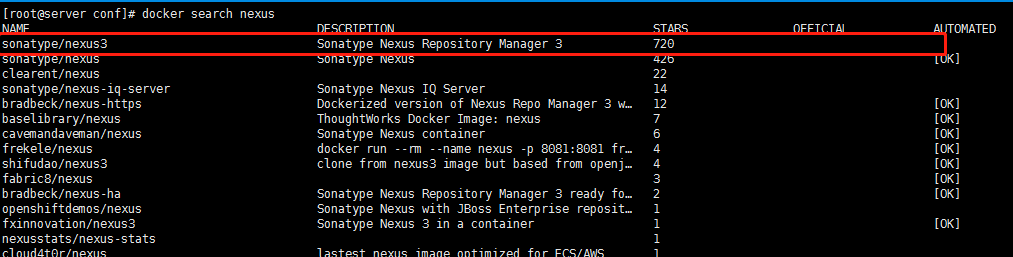 [root@server conf]# docker search nexus
NAME DESCRIPTION STARS OFFICIAL AUTOMATED
sonatype/nexus3 Sonatype Nexus Repository Manager 3 720
sonatype/nexus Sonatype Nexus 426 [OK]
clearent/nexus 22
sonatype/nexus-iq-server Sonatype Nexus IQ Server 14
bradbeck/nexus-https Dockerized version of Nexus Repo Manager 3 w… 12 [OK]
baselibrary/nexus ThoughtWorks Docker Image: nexus 7 [OK]
cavemandaveman/nexus Sonatype Nexus container 6 [OK]
frekele/nexus docker run --rm --name nexus -p 8081:8081 fr… 4 [OK]
shifudao/nexus3 clone from nexus3 image but based from openj… 4 [OK]
fabric8/nexus 3 [OK]
bradbeck/nexus-ha Sonatype Nexus Repository Manager 3 ready fo… 2 [OK]
openshiftdemos/nexus Sonatype Nexus with JBoss Enterprise reposit… 1
fxinnovation/nexus3 Sonatype Nexus 3 in a container 1 [OK]
nexusstats/nexus-stats 1
cloud4t0r/nexus lastest nexus image optimized for ECS/AWS 1